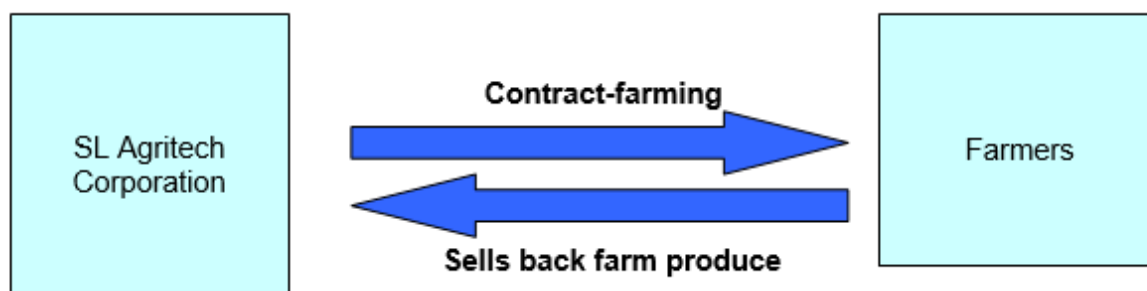 Contract-farming
SL Agritech
Corporation
Farmers
Sells back farm produce